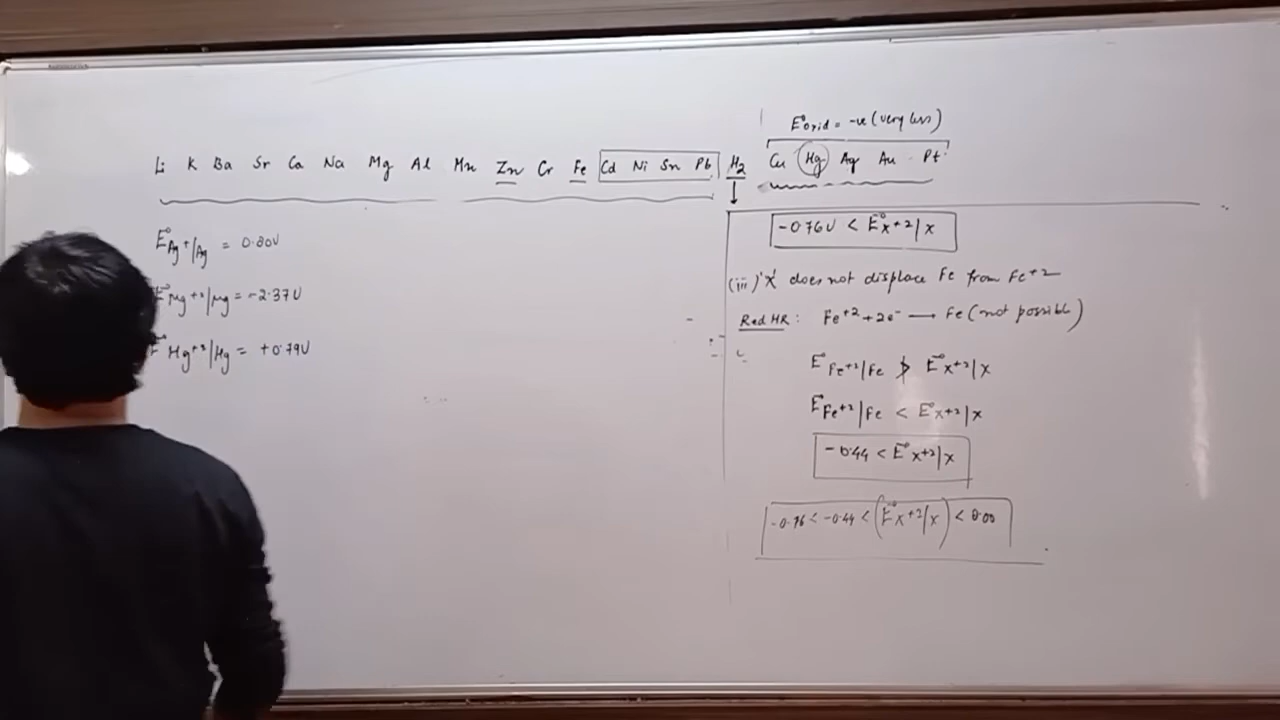 E°oxid = -ve (very less)
Li K Ba Sr Ca Na Mg Al Mn Zn Cr Fe Cd Ni Sn Pb H₂ Cu Hg Ag Au Pt
E°Ag⁺/Ag = 0.80V
E° Mg⁺²/Mg = -2.37V
Hg⁺²/Hg = +0.79V
-0.76V < E°x⁺²/x
(iii) 'X' does not displace Fe from Fe⁺²
Red HR: Fe⁺² + 2e⁻ → Fe (not possible)
E°Fe⁺²/Fe ≯ E°x⁺²/x
E°Fe⁺²/Fe < E°x⁺²/x
-0.44 < E°x⁺²/x
-0.76 < -0.44 < (E°x⁺²/x) < 0.00